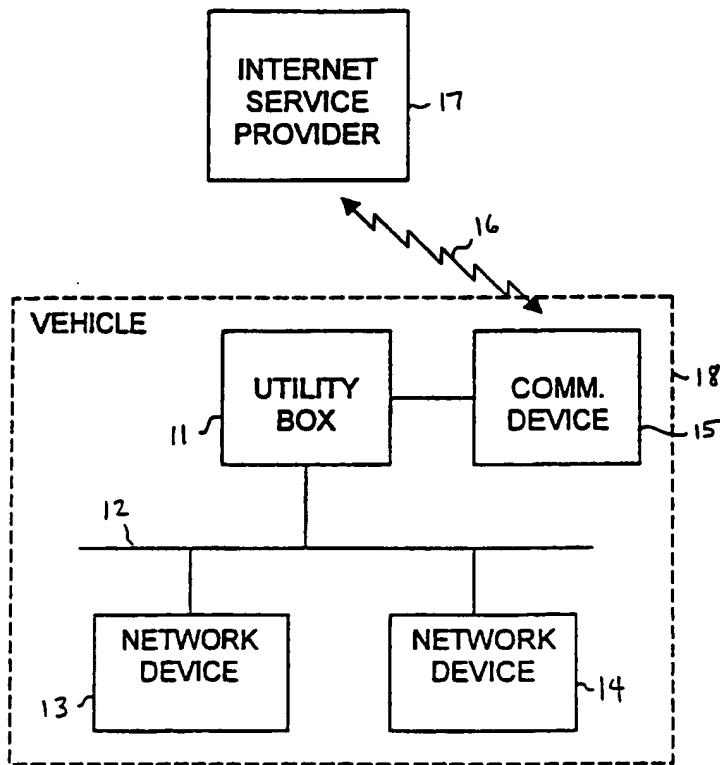 INTERNET
SERVICE
PROVIDER
17
16
VEHICLE
18
UTILITY
BOX
11
COMM.
DEVICE
15
12
NETWORK
DEVICE
13
NETWORK
DEVICE
14